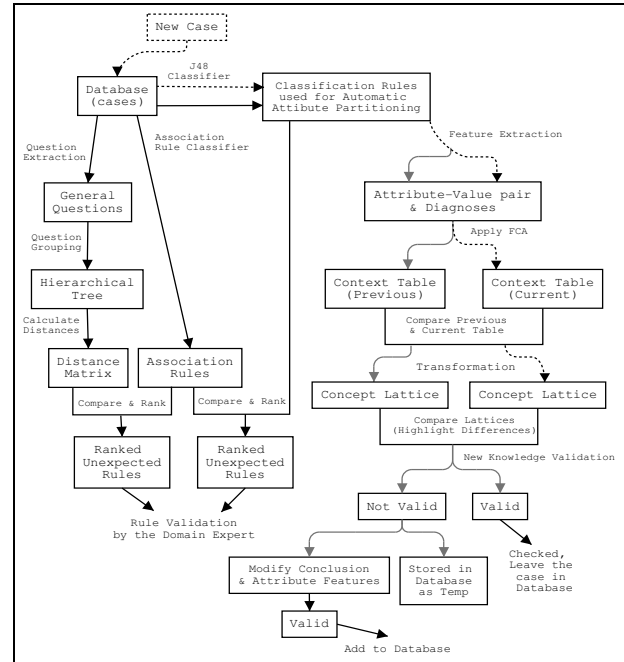 New Case
J48
Classifier
Database
(cases)
Classification Rules
used for Automatic
Attibute Partitioning
Question
Extraction
Association
Rule Classifier
Feature Extraction
General
Questions
Attribute-Value pair
& Diagnoses
Question
Grouping
Apply FCA
Hierarchical
Tree
Context Table
(Previous)
Context Table
(Current)
Calculate
Distances
Compare Previous
& Current Table
Distance
Matrix
Association
Rules
Transformation
Concept Lattice
Concept Lattice
Compare & Rank
Compare & Rank
Compare Lattices
(Highlight Differences)
Ranked
Unexpected
Rules
Ranked
Unexpected
Rules
New Knowledge Validation
Not Valid
Valid
Rule Validation
by the Domain Expert
Checked,
Leave the
case in
Database
Modify Conclusion
& Attribute Features
Stored in
Database
as Temp
Valid
Add to Database